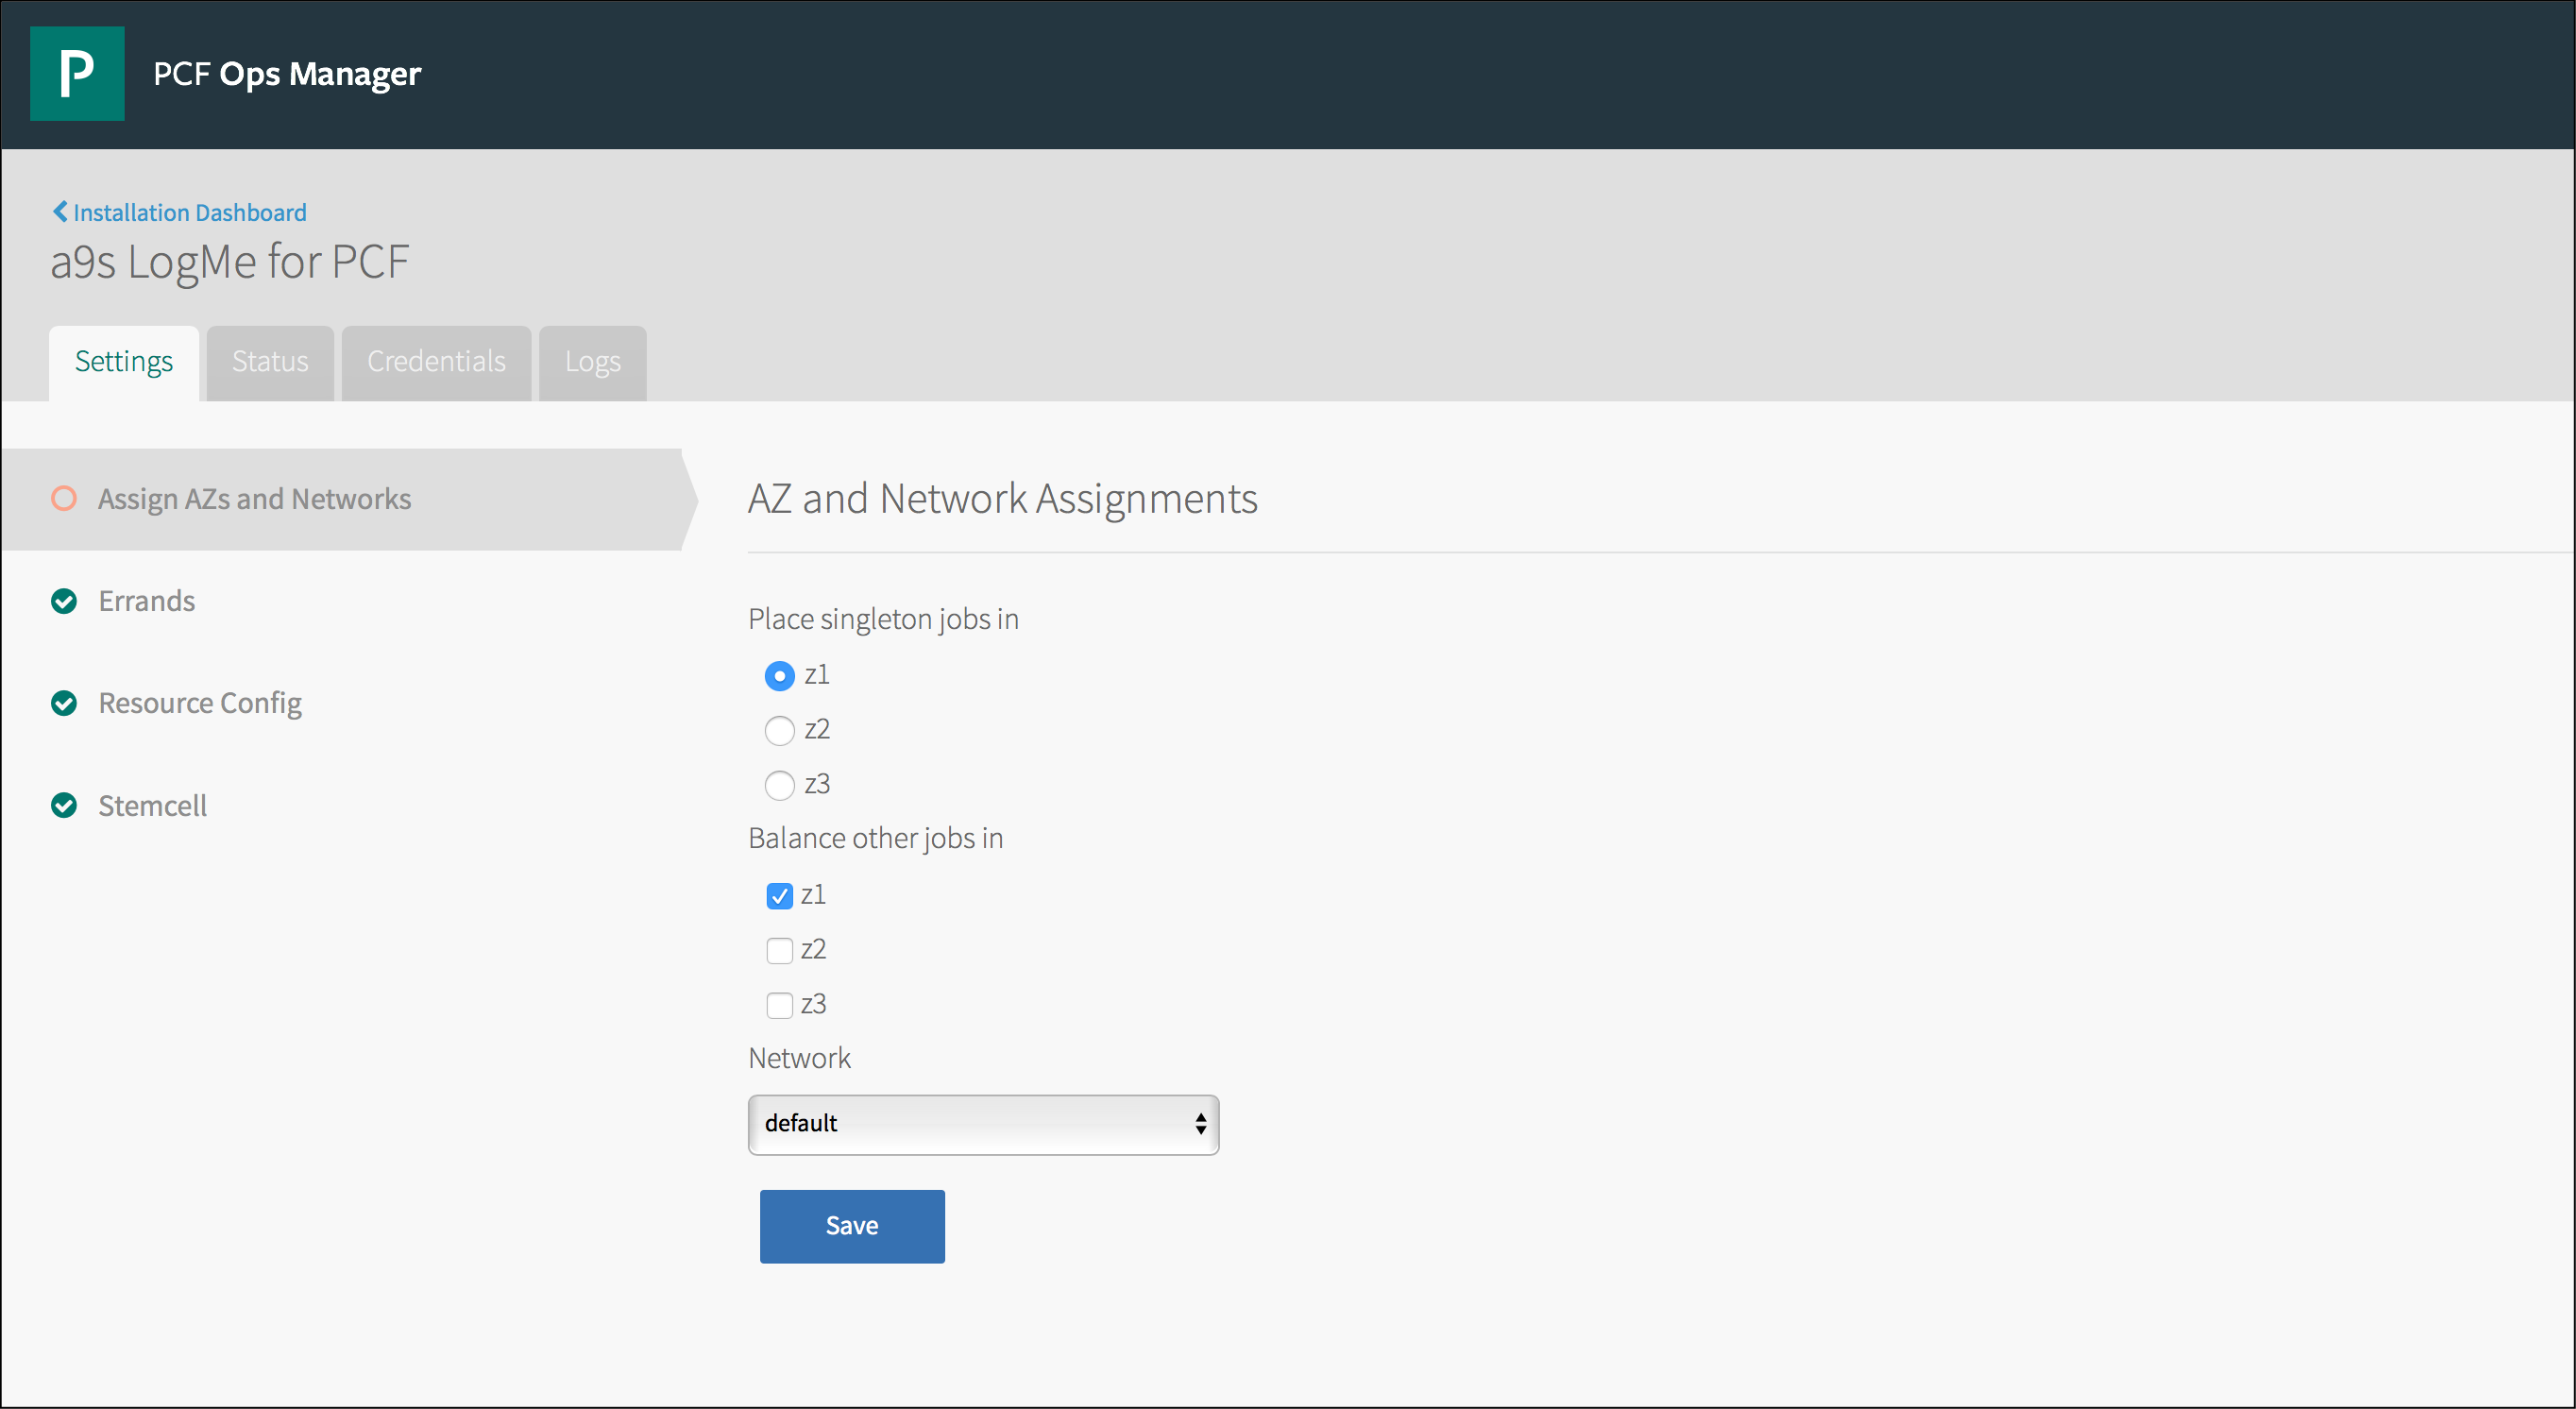 P
PCF Ops Manager
Installation Dashboard
a9s LogMe for PCF
Settings
Status
Credentials
Logs
Assign AZs and Networks
Errands
Resource Config
Stemcell
AZ and Network Assignments
Place singleton jobs in
z1
z2
z3
Balance other jobs in
z1
z2
z3
Network
default
Save